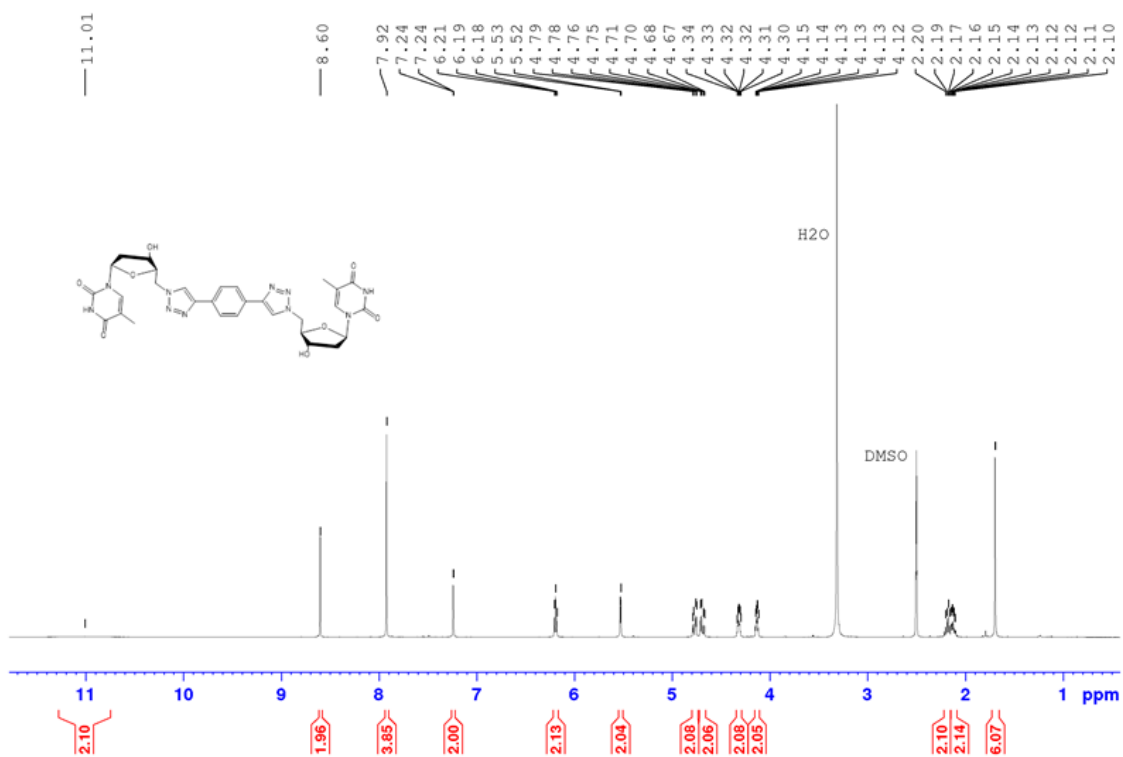 11.01
8.60
7.92
7.24
7.24
6.21
6.19
6.18
5.53
5.52
4.79
4.78
4.76
4.75
4.71
4.70
4.68
4.67
4.34
4.33
4.32
4.32
4.31
4.30
4.15
4.14
4.13
4.13
4.13
4.12
2.20
2.19
2.17
2.16
2.15
2.14
2.13
2.12
2.12
2.11
2.10
H2O
DMSO
OH
O
O
N
HN
O
N
N
N
N
N
N
O
NH
N
O
O
HO
11 10 9 8 7 6 5 4 3 2 1 ppm
2.10
1.96
3.85
2.00
2.13
2.04
2.08
2.06
2.08
2.05
2.10
2.14
6.07